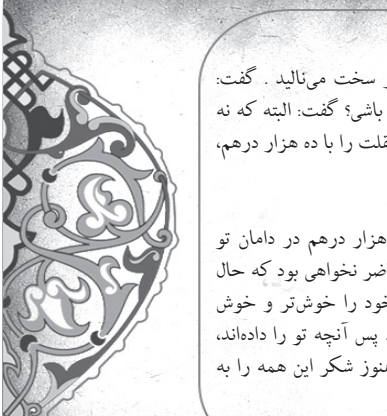 سخت می‌نالید . گفت:
باشی؟ گفت: البته که نه
را با ده هزار درهم،
هزار درهم در دامان تو
نخواهی بود که حال
خود را خوش‌تر و خوش
پس آنچه تو را داده‌اند،
هنوز شکر این همه را به